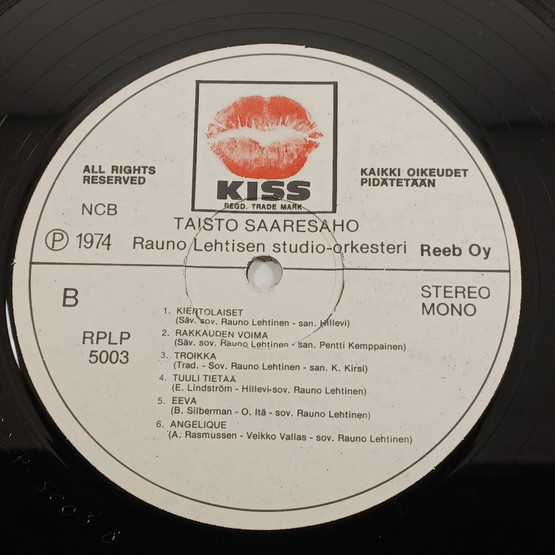 KISS
REGD. TRADE MARK
ALL RIGHTS
RESERVED
KAIKKI OIKEUDET
PIDÄTETÄÄN
NCB
TAISTO SAARESAHO
Ⓟ 1974
Rauno Lehtisen studio-orkesteri
Reeb Oy
B
STEREO
MONO
RPLP
5003
1. KIERTOLAISET
(Säv. sov. Rauno Lehtinen - san. Hillevi)
2. RAKKAUDEN VOIMA
(Säv. sov. Rauno Lehtinen - san. Pentti Kemppainen)
3. TROIKKA
(Trad. - Sov. Rauno Lehtinen - san. K. Kirsi)
4. TUULI TIETÄÄ
(E. Lindström - Hillevi-sov. Rauno Lehtinen)
5. EEVA
(B. Silberman - O. Itä - sov. Rauno Lehtinen)
6. ANGELIQUE
(A. Rasmussen - Veikko Vallas - sov. Rauno Lehtinen)